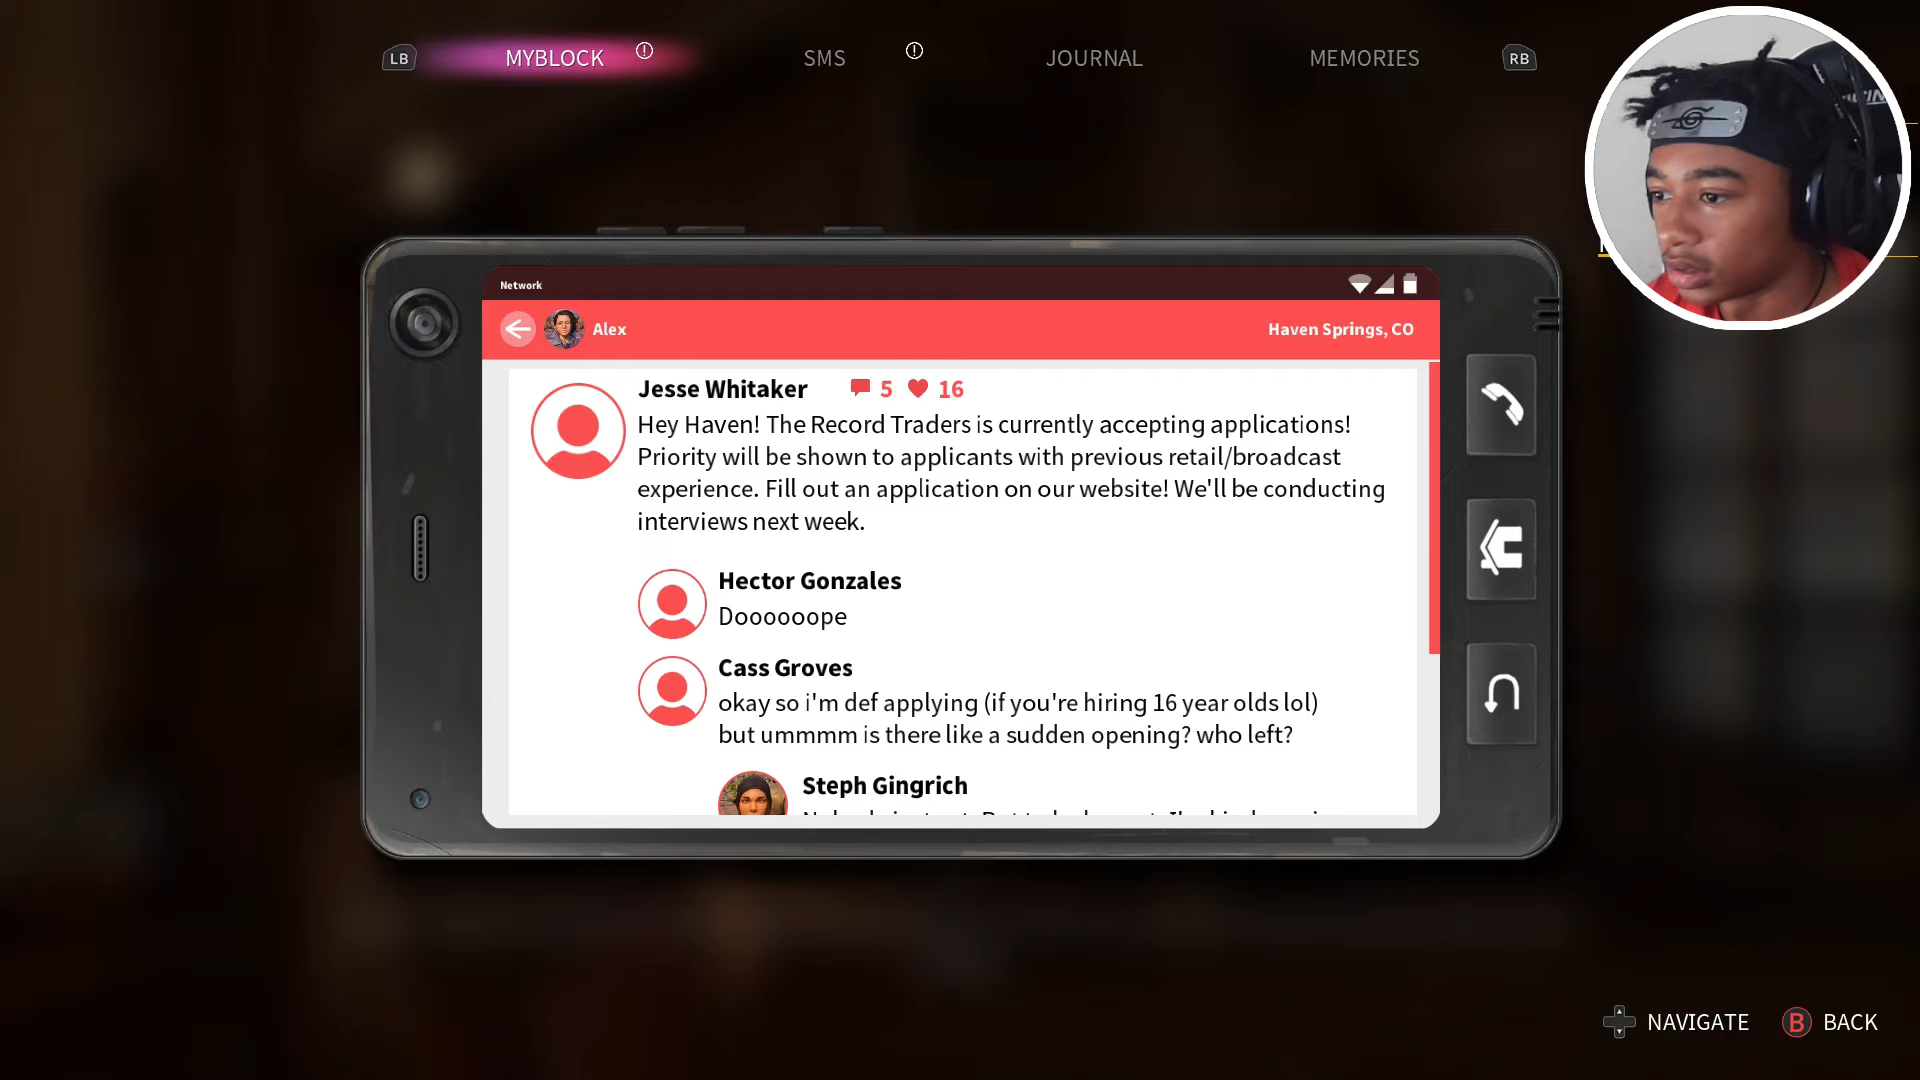 LB MYBLOCK SMS JOURNAL MEMORIES RB
Network
Alex
Haven Springs, CO
Jesse Whitaker 5 16
Hey Haven! The Record Traders is currently accepting applications!
Priority will be shown to applicants with previous retail/broadcast
experience. Fill out an application on our website! We'll be conducting
interviews next week.
Hector Gonzales
Doooooope
Cass Groves
okay so i'm def applying (if you're hiring 16 year olds lol)
but ummmm is there like a sudden opening? who left?
Steph Gingrich
NAVIGATE B BACK